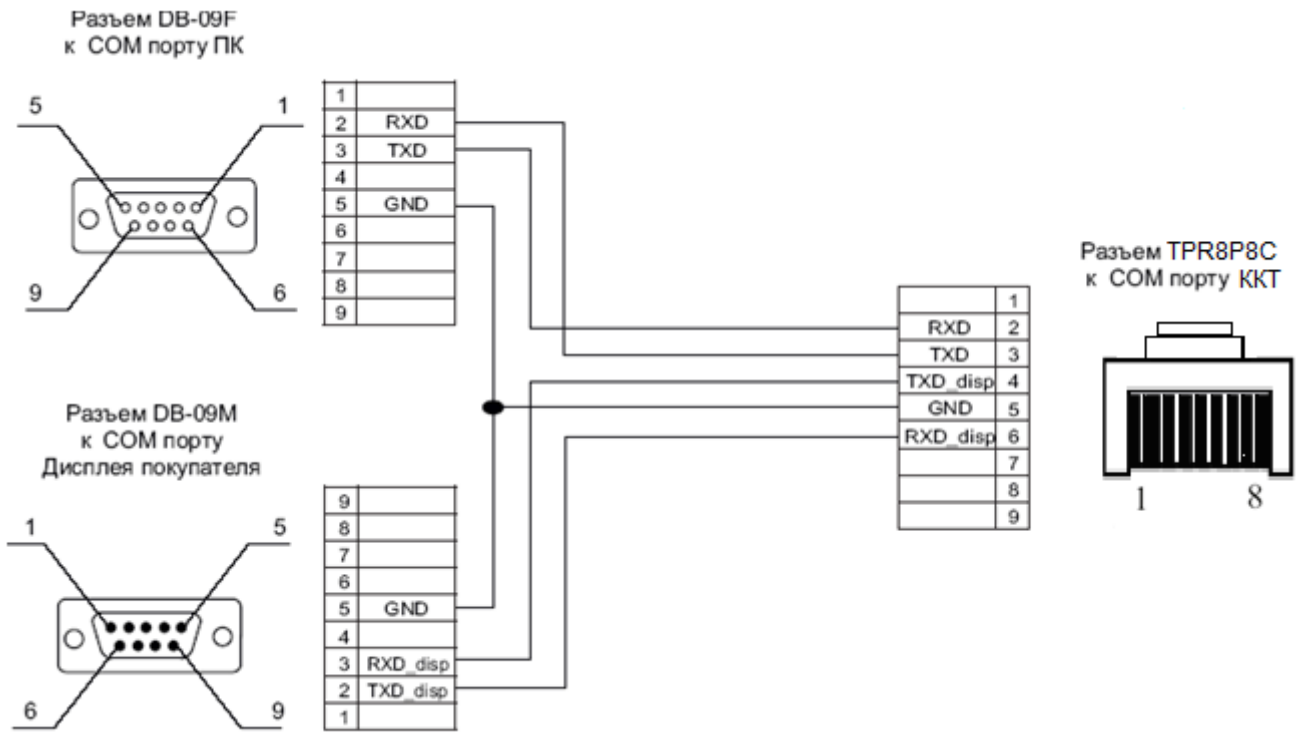 Разъем DB-09F
к COM порту ПК
5
1
9
6
1
2 RXD
3 TXD
4
5 GND
6
7
8
9
Разъем DB-09M
к COM порту
Дисплея покупателя
1
5
6
9
9
8
7
6
5 GND
4
3 RXD_disp
2 TXD_disp
1
1
RXD 2
TXD 3
TXD_disp 4
GND 5
RXD_disp 6
7
8
9
Разъем TPR8P8C
к COM порту ККТ
1
8